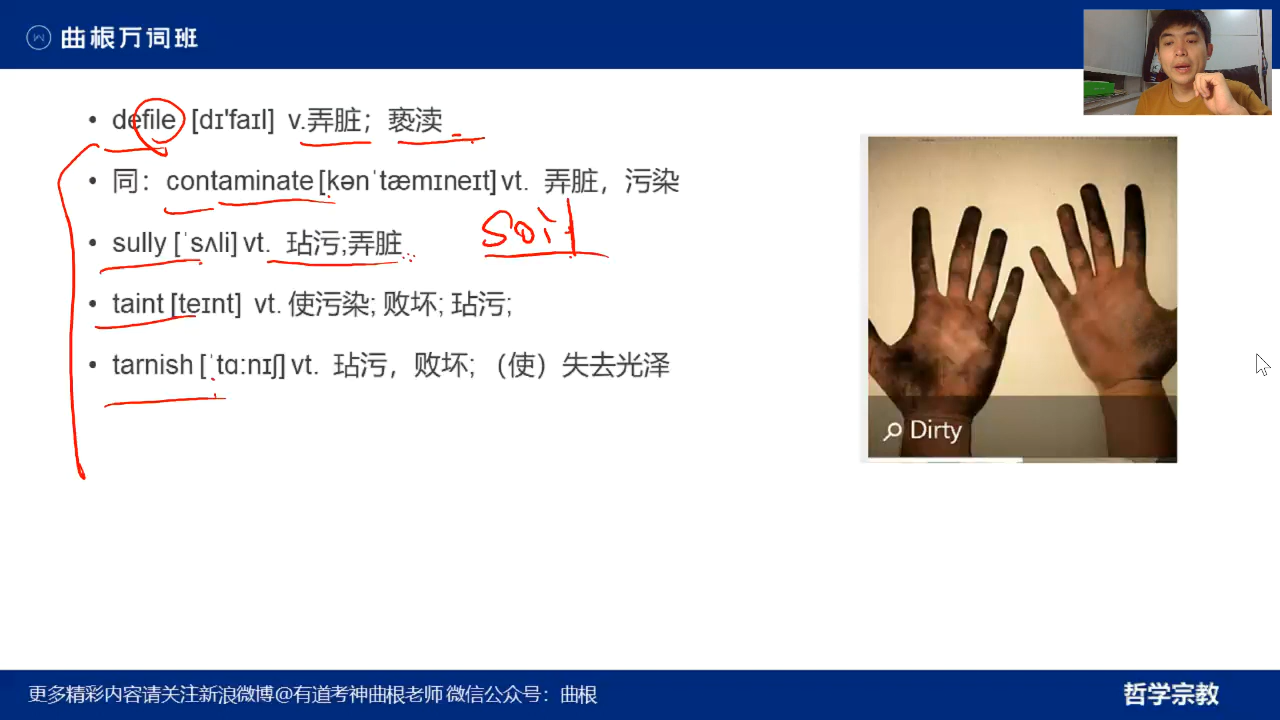 曲根万词班
• defile [dɪ'faɪl] v.弄脏；亵渎
• 同：contaminate [kənˈtæmɪneɪt] vt. 弄脏，污染
• sully [ˈsʌli] vt. 玷污;弄脏
soil
• taint [teɪnt] vt. 使污染; 败坏; 玷污;
• tarnish [ˈtɑːnɪʃ] vt. 玷污，败坏; （使）失去光泽
Dirty
更多精彩内容请关注新浪微博@有道考神曲根老师 微信公众号：曲根
哲学宗教